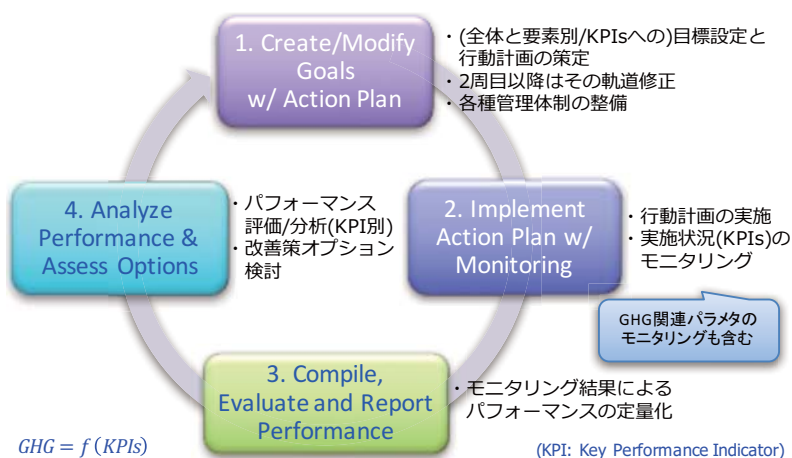 1. Create/Modify
Goals
w/ Action Plan
・(全体と要素別/KPIsへの)目標設定と
行動計画の策定
・2周目以降はその軌道修正
・各種管理体制の整備
2. Implement
Action Plan w/
Monitoring
・行動計画の実施
・実施状況(KPIs)の
モニタリング
GHG関連パラメタの
モニタリングも含む
3. Compile,
Evaluate and Report
Performance
・モニタリング結果による
パフォーマンスの定量化
4. Analyze
Performance &
Assess Options
・パフォーマンス
評価/分析(KPI別)
・改善策オプション
検討
GHG = f (KPIs)
(KPI: Key Performance Indicator)